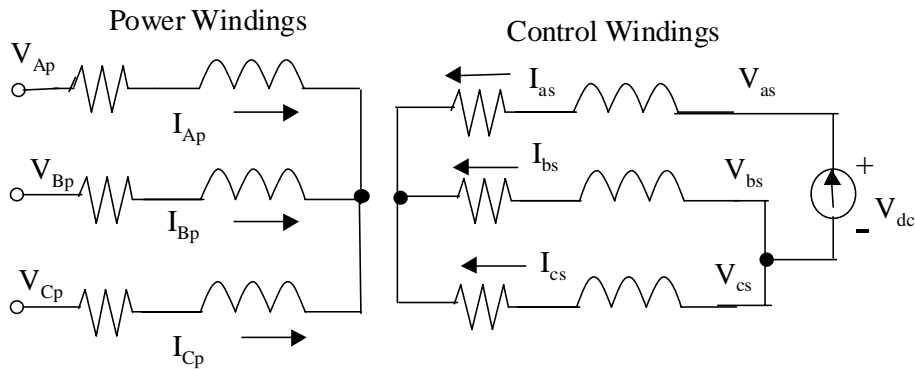 Power Windings
Control Windings
V_Ap
I_Ap
V_Bp
I_Bp
V_Cp
I_Cp
I_as
V_as
I_bs
V_bs
I_cs
V_cs
+
V_dc
-